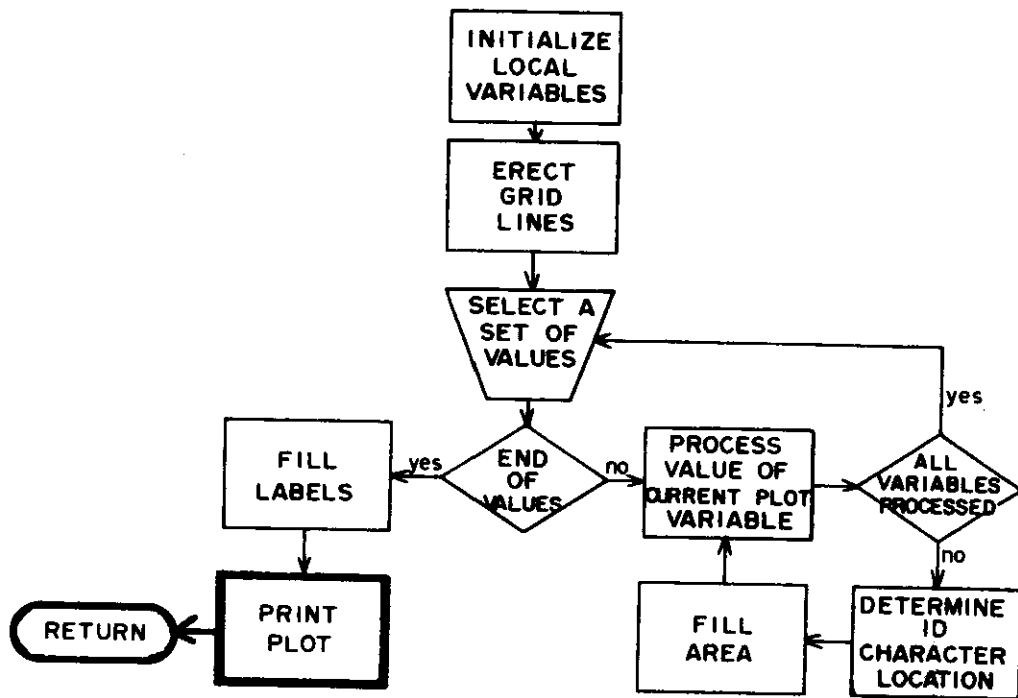 INITIALIZE
LOCAL
VARIABLES
ERECT
GRID
LINES
SELECT A
SET OF
VALUES
END
OF
VALUES
yes
no
FILL
LABELS
PRINT
PLOT
RETURN
PROCESS
VALUE OF
CURRENT PLOT
VARIABLE
ALL
VARIABLES
PROCESSED
yes
no
DETERMINE
ID
CHARACTER
LOCATION
FILL
AREA